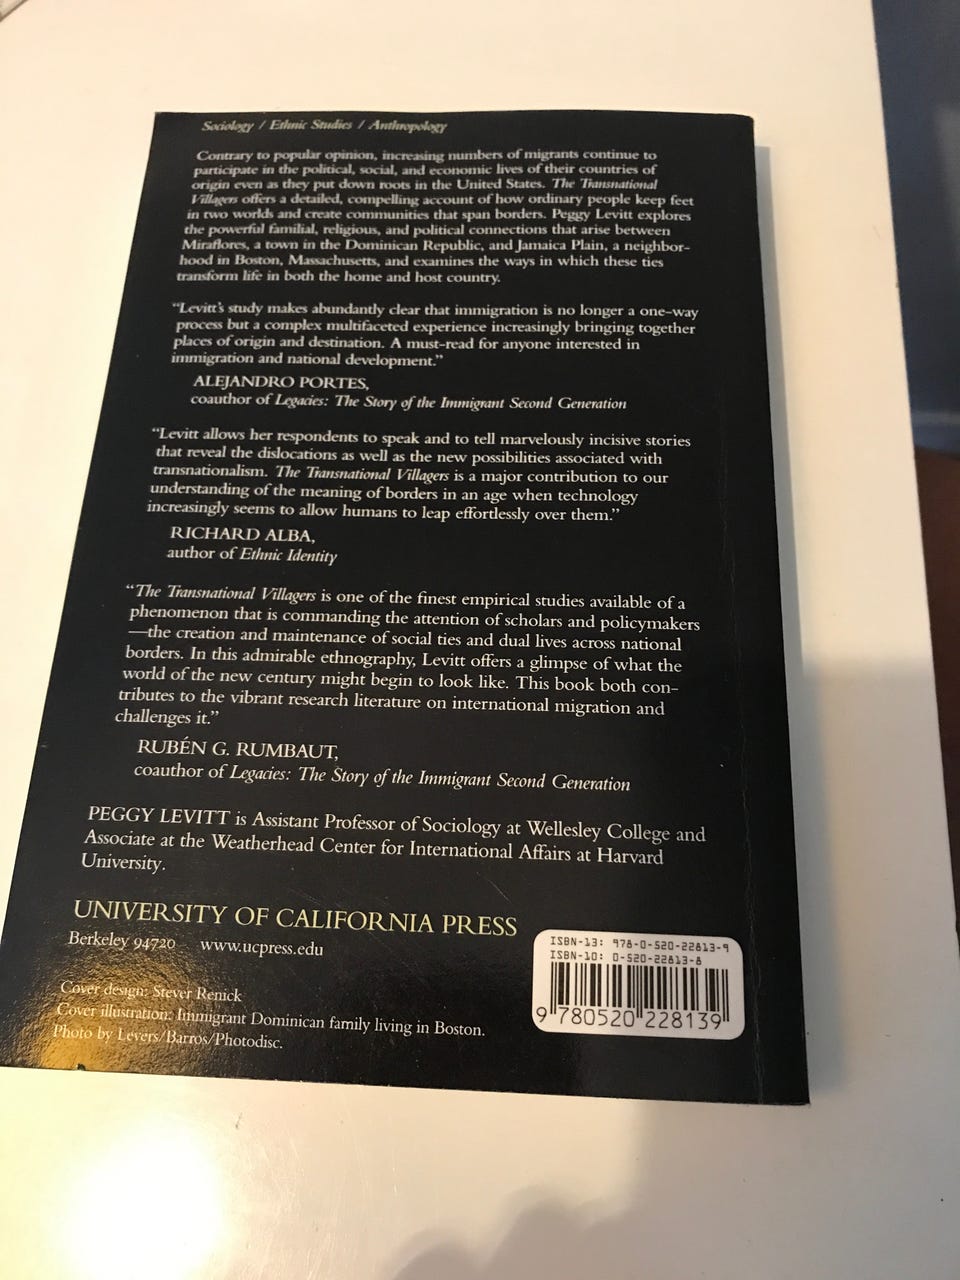 Sociology / Ethnic Studies / Anthropology
Contrary to popular opinion, increasing numbers of migrants continue to
participate in the political, social, and economic lives of their countries of
origin even as they put down roots in the United States. The Transnational
Villagers offers a detailed, compelling account of how ordinary people keep feet
in two worlds and create communities that span borders. Peggy Levitt explores
the powerful familial, religious, and political connections that arise between
Miraflores, a town in the Dominican Republic, and Jamaica Plain, a neighbor-
hood in Boston, Massachusetts, and examines the ways in which these ties
transform life in both the home and host country.
“Levitt’s study makes abundantly clear that immigration is no longer a one-way
process but a complex multifaceted experience increasingly bringing together
places of origin and destination. A must-read for anyone interested in
immigration and national development.”
ALEJANDRO PORTES,
coauthor of Legacies: The Story of the Immigrant Second Generation
“Levitt allows her respondents to speak and to tell marvelously incisive stories
that reveal the dislocations as well as the new possibilities associated with
transnationalism. The Transnational Villagers is a major contribution to our
understanding of the meaning of borders in an age when technology
increasingly seems to allow humans to leap effortlessly over them.”
RICHARD ALBA,
author of Ethnic Identity
“The Transnational Villagers is one of the finest empirical studies available of a
phenomenon that is commanding the attention of scholars and policymakers
—the creation and maintenance of social ties and dual lives across national
borders. In this admirable ethnography, Levitt offers a glimpse of what the
world of the new century might begin to look like. This book both con-
tributes to the vibrant research literature on international migration and
challenges it.”
RUBÉN G. RUMBAUT,
coauthor of Legacies: The Story of the Immigrant Second Generation
PEGGY LEVITT is Assistant Professor of Sociology at Wellesley College and
Associate at the Weatherhead Center for International Affairs at Harvard
University.
UNIVERSITY OF CALIFORNIA PRESS
Berkeley 94720 www.ucpress.edu
Cover design: Stever Renick
Cover illustration: Immigrant Dominican family living in Boston.
Photo by Levers/Barros/Photodisc.
ISBN-13: 978-0-520-22813-9
ISBN-10: 0-520-22813-8
9 780520 228139